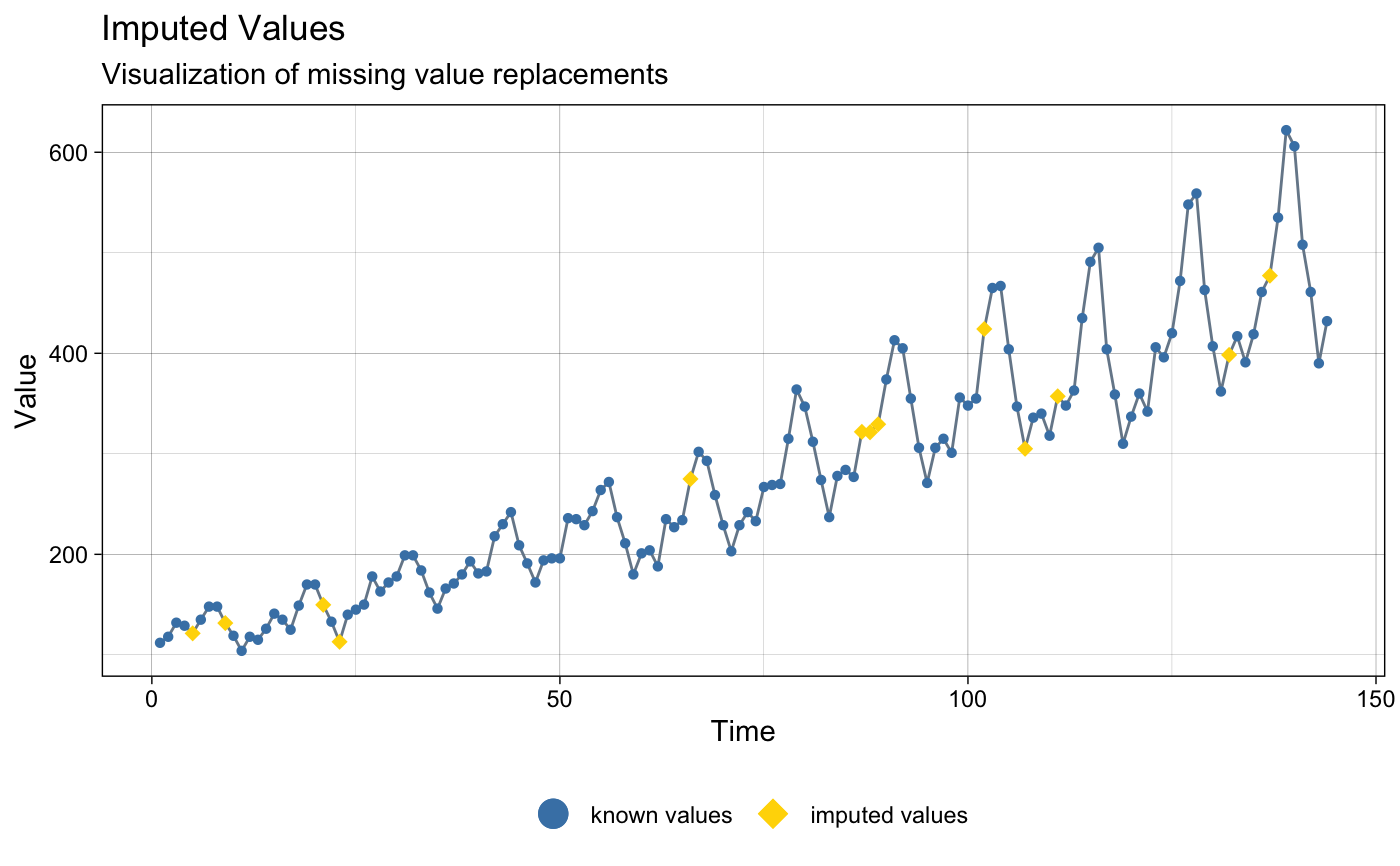 Imputed Values
Visualization of missing value replacements
600
400
200
Value
0 50 100 150
Time
known values imputed values